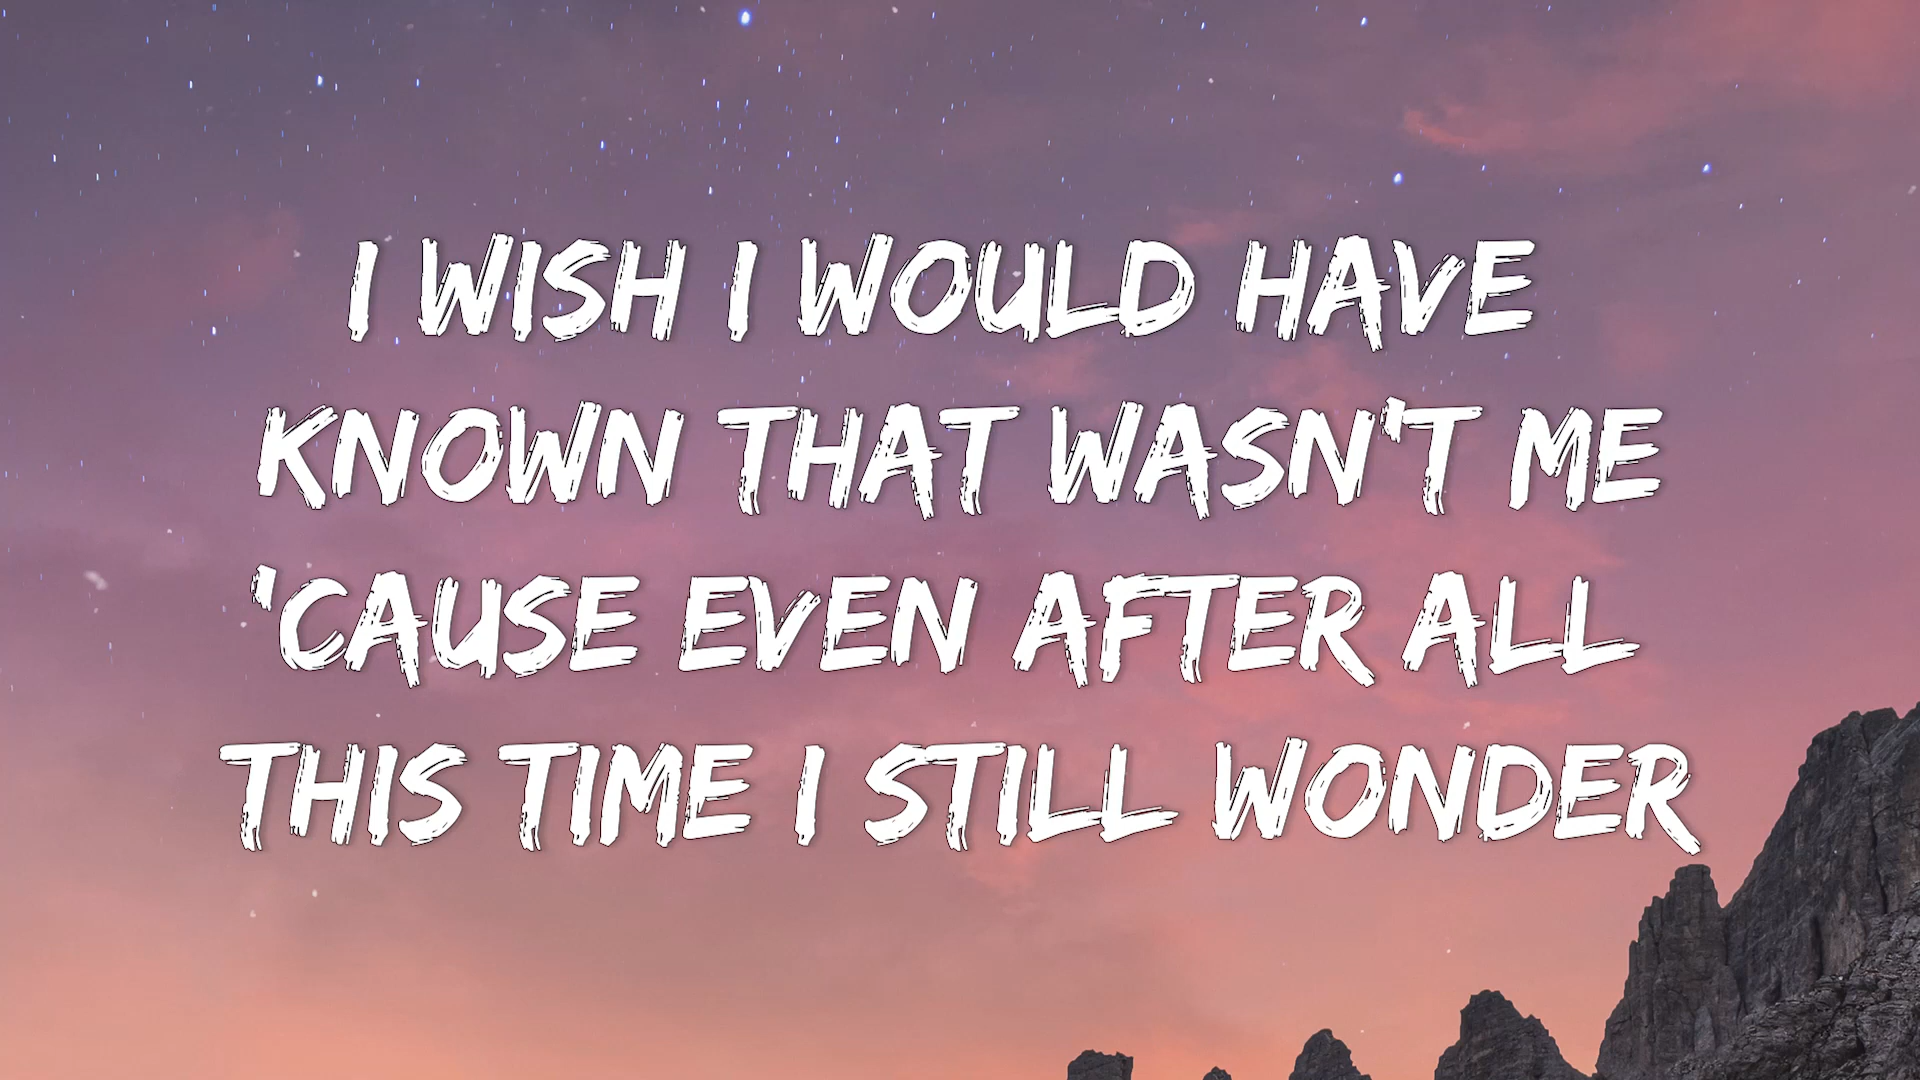 I WISH I WOULD HAVE
KNOWN THAT WASN'T ME
'CAUSE EVEN AFTER ALL
THIS TIME I STILL WONDER